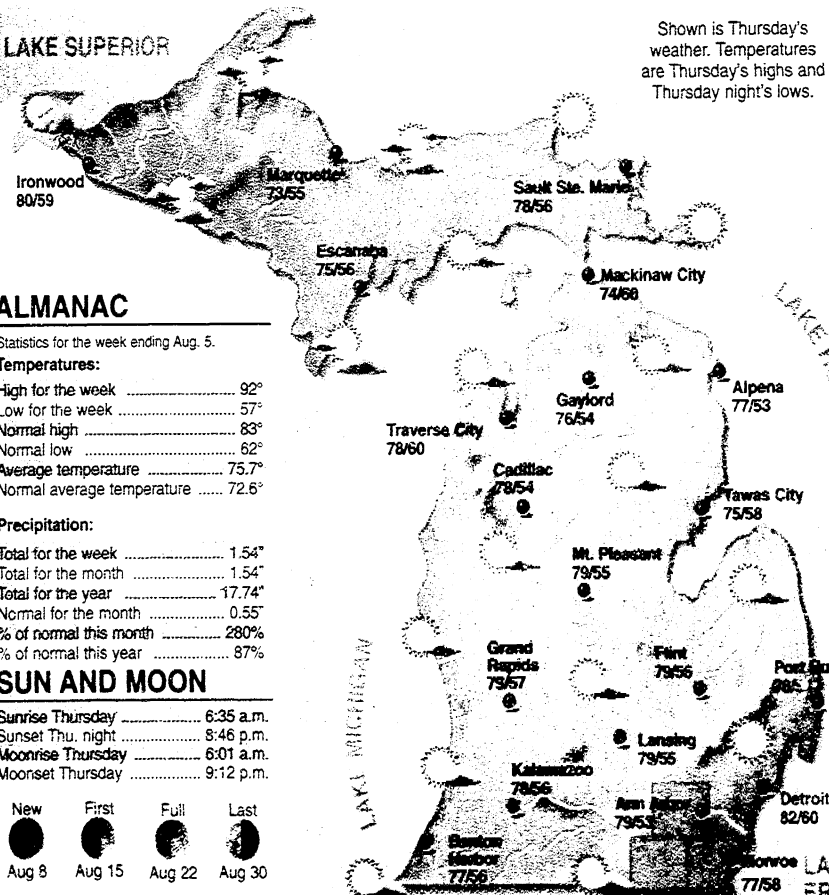 LAKE SUPERIOR
Shown is Thursday's
weather. Temperatures
are Thursday's highs and
Thursday night's lows.
Ironwood
80/59
Marquette
73/55
Sault Ste. Marie
78/56
Escanaba
75/56
Mackinaw City
74/60
ALMANAC
Statistics for the week ending Aug. 5.
Temperatures:
High for the week 92°
Low for the week 57°
Normal high 83°
Normal low 62°
Average temperature 75.7°
Normal average temperature 72.6°
Precipitation:
Total for the week 1.54"
Total for the month 1.54"
Total for the year 17.74"
Normal for the month 0.55"
% of normal this month 280%
% of normal this year 87%
SUN AND MOON
Sunrise Thursday 6:35 a.m.
Sunset Thu. night 8:46 p.m.
Moonrise Thursday 6:01 a.m.
Moonset Thursday 9:12 p.m.
New First Full Last
Aug 8 Aug 15 Aug 22 Aug 30
LAKE
Gaylord
76/54
Alpena
77/53
Traverse City
78/60
Cadillac
78/54
Tawas City
75/58
Mt. Pleasant
79/55
LAKE MICHIGAN
Grand
Rapids
79/57
Flint
79/56
Port
Lansing
79/55
Kalamazoo
78/56
Ann Arbor
79/53
Detroit
82/60
Benton
Harbor
77/56
Monroe
77/58